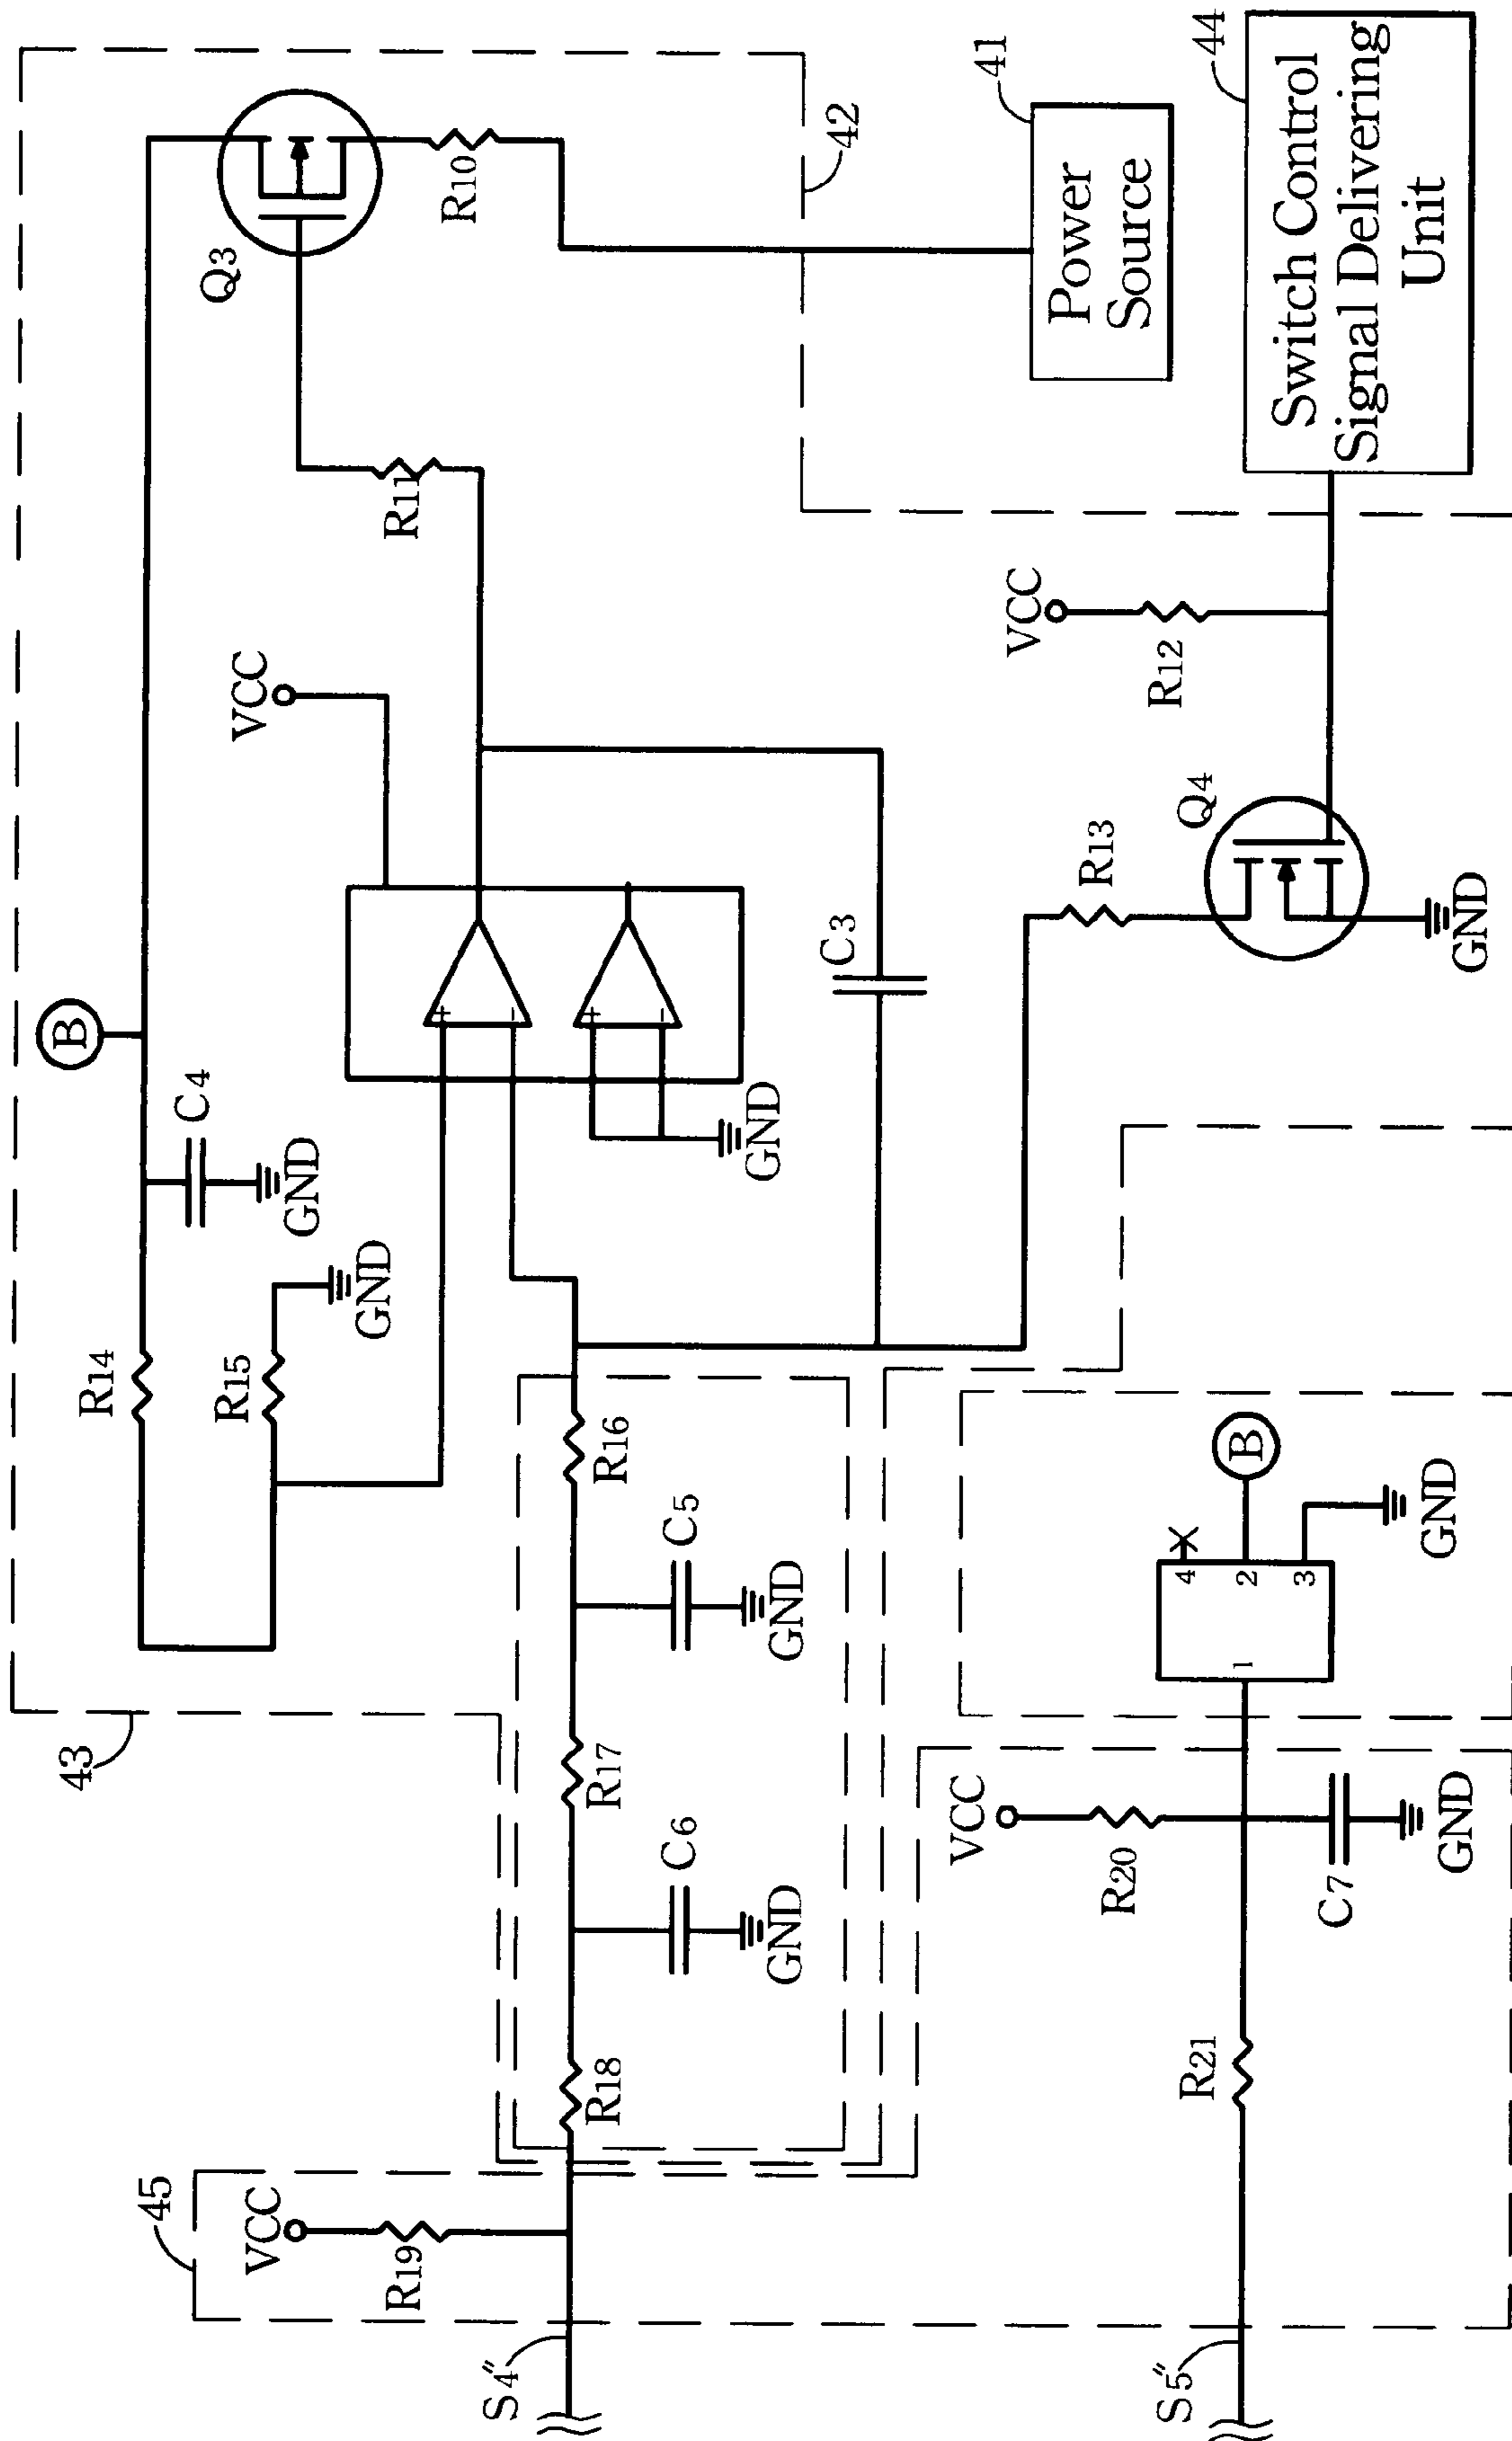 43
B
C4
GND
R14
R15
GND
Q3
R10
R11
VCC
+
-
+
-
GND
C3
42
Power
Source
41
Switch Control
Signal Delivering
Unit
44
VCC
R12
Q4
R13
GND
R16
C5
GND
R17
C6
GND
R18
45
VCC
R19
S4"
4
2
3
1
B
GND
VCC
R20
C7
GND
R21
S5"